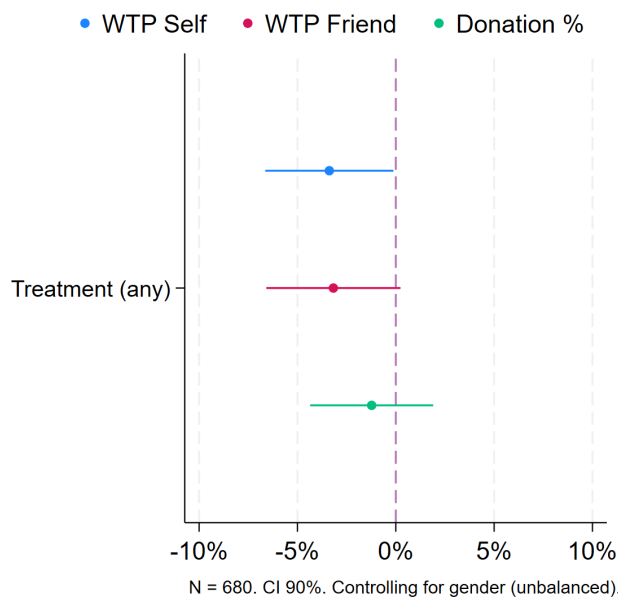 WTP Self WTP Friend Donation %
Treatment (any)
-10% -5% 0% 5% 10%
N = 680. CI 90%. Controlling for gender (unbalanced).